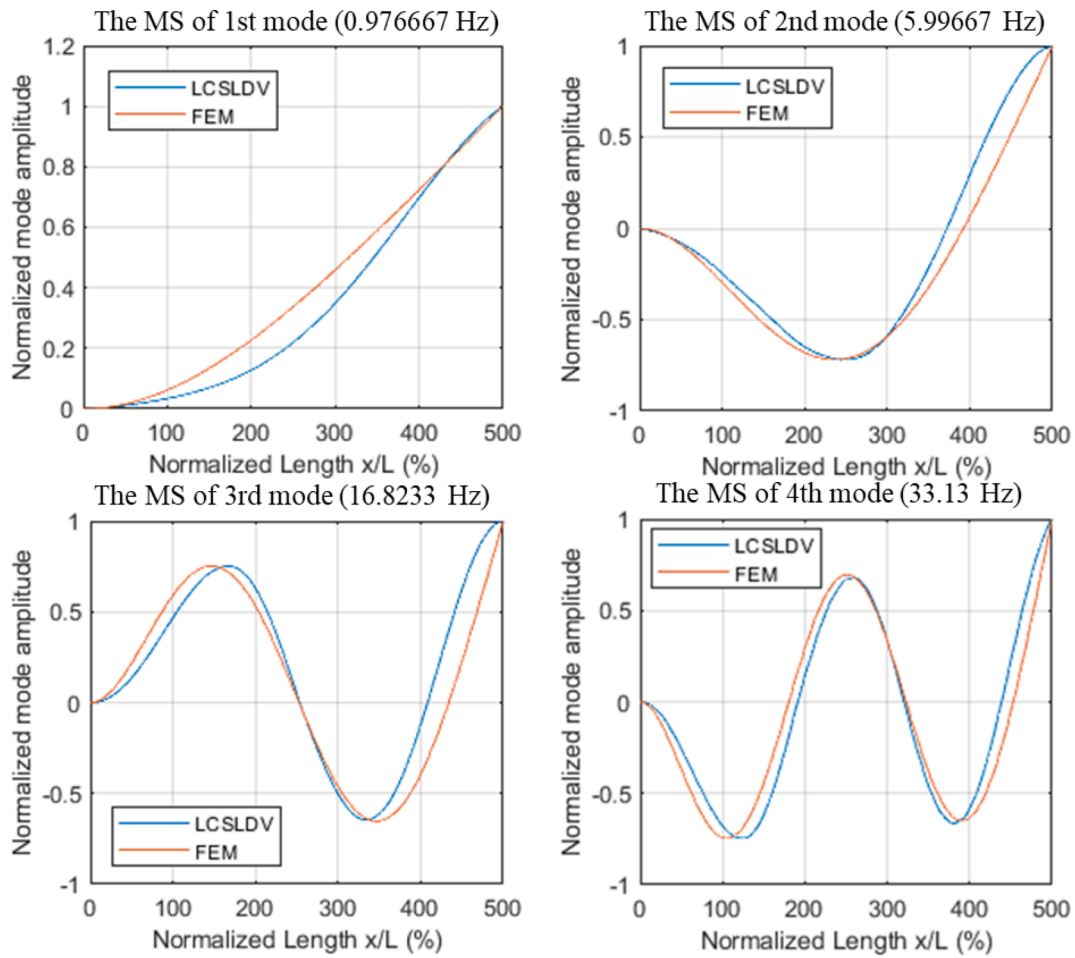 The MS of 1st mode (0.976667 Hz)
1.2
1
0.8
0.6
0.4
0.2
0
LCSLDV
FEM
Normalized mode amplitude
0 100 200 300 400 500
Normalized Length x/L (%)
The MS of 2nd mode (5.99667 Hz)
1
0.5
0
-0.5
-1
LCSLDV
FEM
Normalized mode amplitude
0 100 200 300 400 500
Normalized Length x/L (%)
The MS of 3rd mode (16.8233 Hz)
1
0.5
0
-0.5
-1
LCSLDV
FEM
Normalized mode amplitude
0 100 200 300 400 500
Normalized Length x/L (%)
The MS of 4th mode (33.13 Hz)
1
0.5
0
-0.5
-1
LCSLDV
FEM
Normalized mode amplitude
0 100 200 300 400 500
Normalized Length x/L (%)